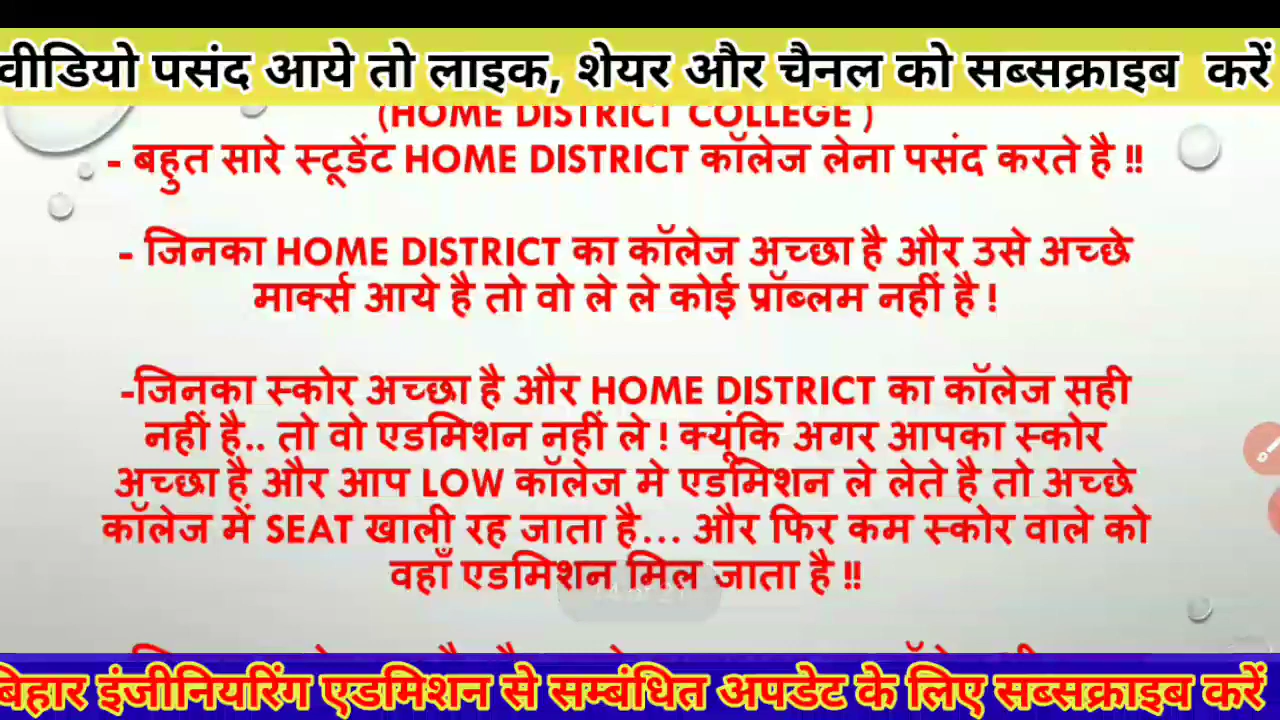 वीडियो पसंद आये तो लाइक, शेयर और चैनल को सब्सक्राइब करें
(HOME DISTRICT COLLEGE )
- बहुत सारे स्टूडेंट HOME DISTRICT कॉलेज लेना पसंद करते है !!
- जिनका HOME DISTRICT का कॉलेज अच्छा है और उसे अच्छे
मार्क्स आये है तो वो ले ले कोई प्रॉब्लम नहीं है !
-जिनका स्कोर अच्छा है और HOME DISTRICT का कॉलेज सही
नहीं है.. तो वो एडमिशन नहीं ले ! क्यूंकि अगर आपका स्कोर
अच्छा है और आप LOW कॉलेज मे एडमिशन ले लेते है तो अच्छे
कॉलेज में SEAT खाली रह जाता है... और फिर कम स्कोर वाले को
वहाँ एडमिशन मिल जाता है !!
बिहार इंजीनियरिंग एडमिशन से सम्बंधित अपडेट के लिए सब्सक्राइब करें